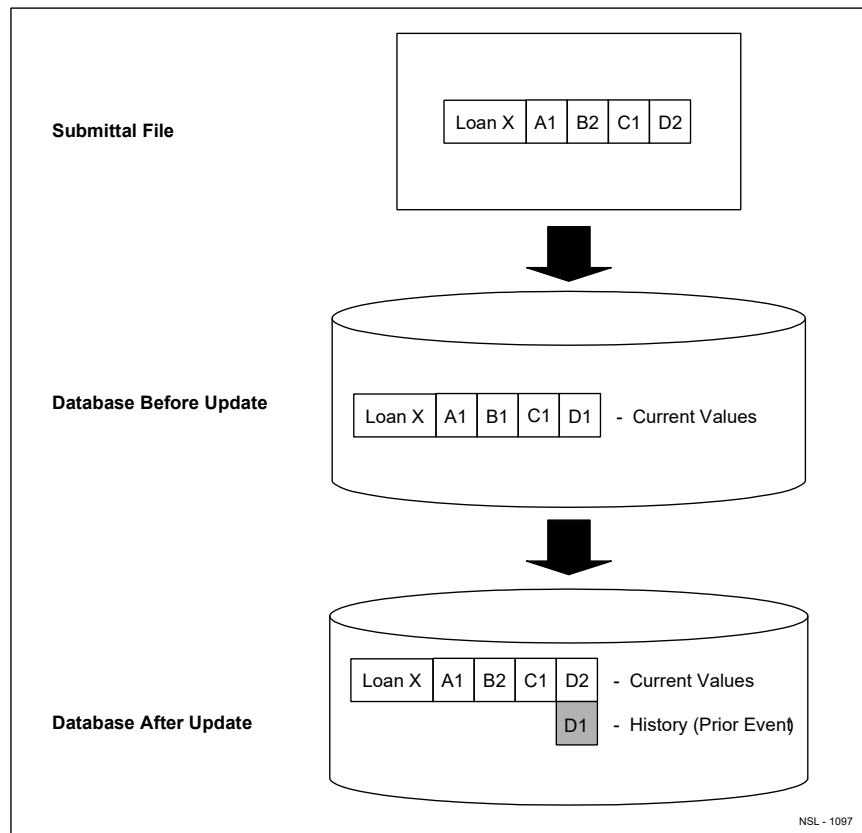 Submittal File
Loan X A1 B2 C1 D2
Database Before Update
Loan X A1 B1 C1 D1 - Current Values
Loan X A1 B2 C1 D2 - Current Values
Database After Update
D1 - History (Prior Event)
NSL - 1097